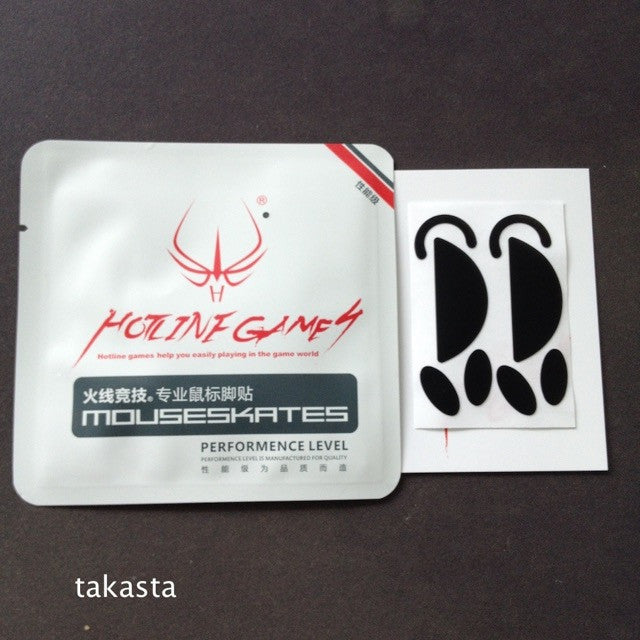 性能级
®
H
HOTLINE GAMES
Hotline games help you easily playing in the game world
火线竞技® 专业鼠标脚贴
MOUSESKATES
PERFORMENCE LEVEL
PERFORMENCE LEVEL IS MANUFACTURED FOR QUALITY
性能级为品质而造
takasta